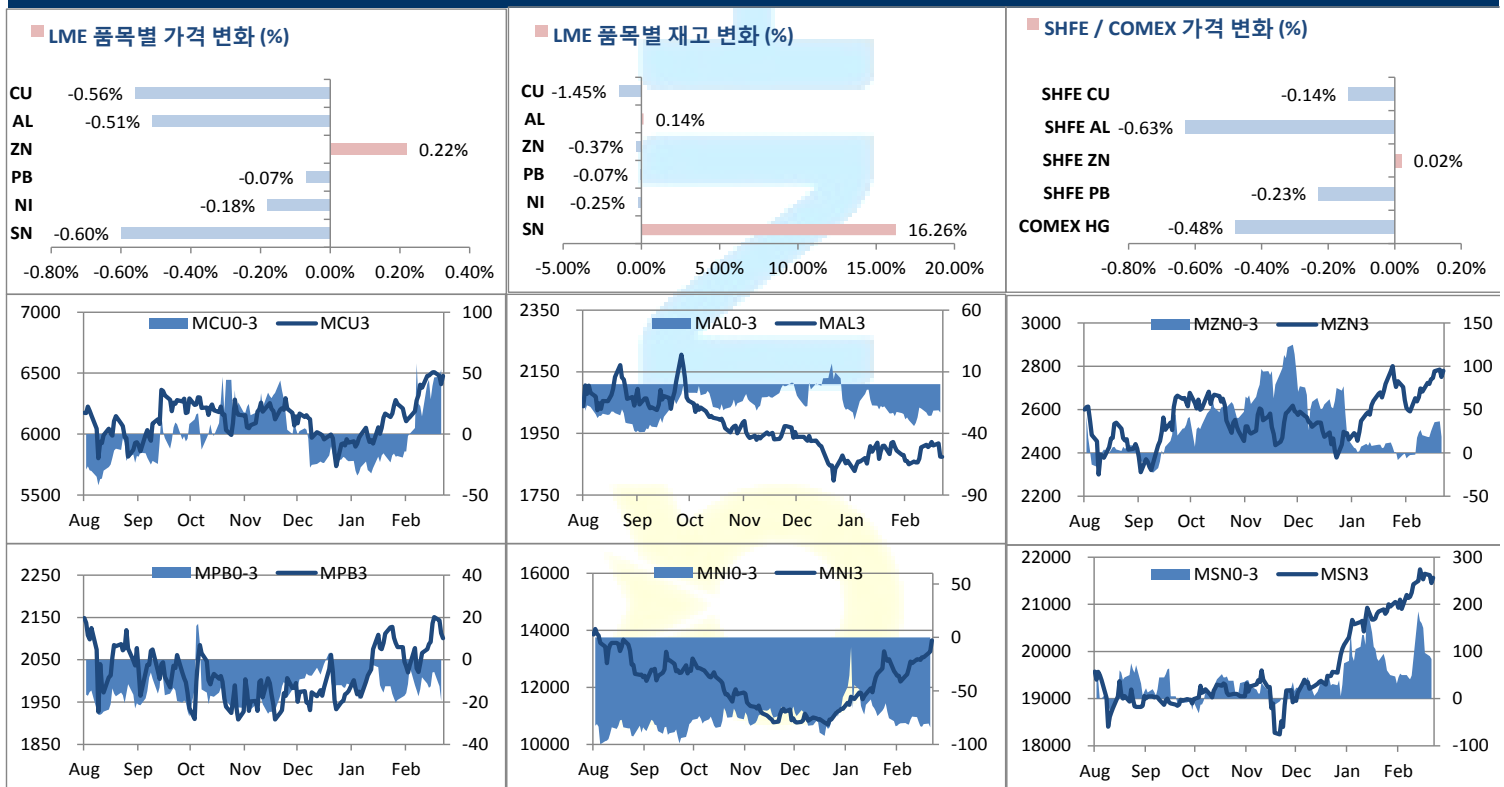 LME 품목별 가격 변화 (%)
CU -0.56%
AL -0.51%
ZN 0.22%
PB -0.07%
NI -0.18%
SN -0.60%
-0.80% -0.60% -0.40% -0.20% 0.00% 0.20% 0.40%
LME 품목별 재고 변화 (%)
CU -1.45%
AL 0.14%
ZN -0.37%
PB -0.07%
NI -0.25%
SN 16.26%
-5.00% 0.00% 5.00% 10.00% 15.00% 20.00%
SHFE / COMEX 가격 변화 (%)
SHFE CU -0.14%
SHFE AL -0.63%
SHFE ZN 0.02%
SHFE PB -0.23%
COMEX HG -0.48%
-0.80% -0.60% -0.40% -0.20% 0.00% 0.20%
MCU0-3 MCU3
7000 100
6500 50
6000 0
5500 -50
Aug Sep Oct Nov Dec Jan Feb
MAL0-3 MAL3
2350 60
2150 10
1950 -40
1750 -90
Aug Sep Oct Nov Dec Jan Feb
MZN0-3 MZN3
3000 150
2800 100
2600 50
2400 0
2200 -50
Aug Sep Oct Nov Dec Jan Feb
MPB0-3 MPB3
2250 40
2150 20
2050 0
1950 -20
1850 -40
Aug Sep Oct Nov Dec Jan Feb
MNI0-3 MNI3
16000 50
14000 0
12000 -50
10000 -100
Aug Sep Oct Nov Dec Jan Feb
MSN0-3 MSN3
22000 300
21000 200
20000 100
19000 0
18000 -100
Aug Sep Oct Nov Dec Jan Feb